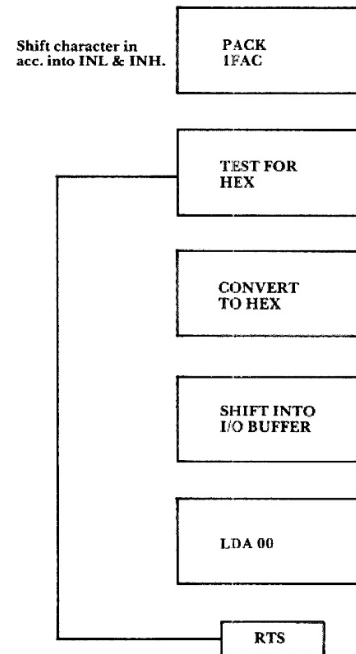 Shift character in
acc. into INL & INH.
PACK
1FAC
TEST FOR
HEX
CONVERT
TO HEX
SHIFT INTO
I/O BUFFER
LDA 00
RTS